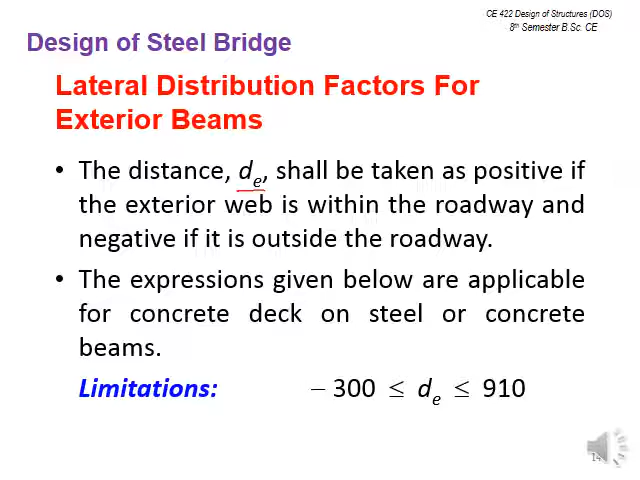 CE 422 Design of Structures (DOS)
8th Semester B.Sc. CE
Design of Steel Bridge
Lateral Distribution Factors For
Exterior Beams
• The distance, de, shall be taken as positive if
the exterior web is within the roadway and
negative if it is outside the roadway.
• The expressions given below are applicable
for concrete deck on steel or concrete
beams.
Limitations: – 300 ≤ de ≤ 910
14